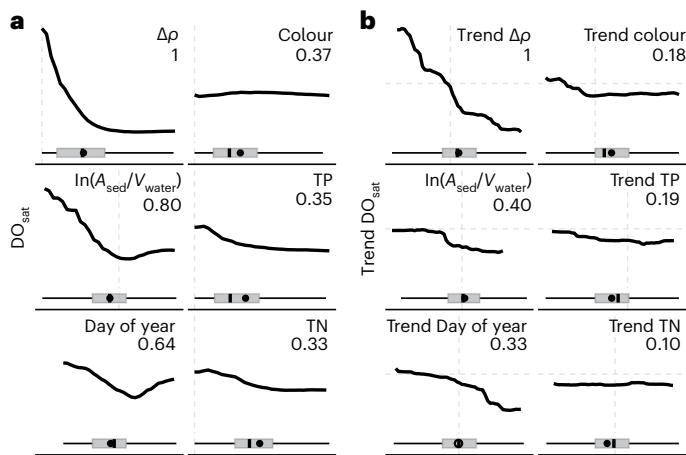 a
b
DOsat
Δρ
1
Colour
0.37
ln(Ased/Vwater)
0.80
TP
0.35
Day of year
0.64
TN
0.33
Trend DOsat
Trend Δρ
1
Trend colour
0.18
ln(Ased/Vwater)
0.40
Trend TP
0.19
Trend Day of year
0.33
Trend TN
0.10